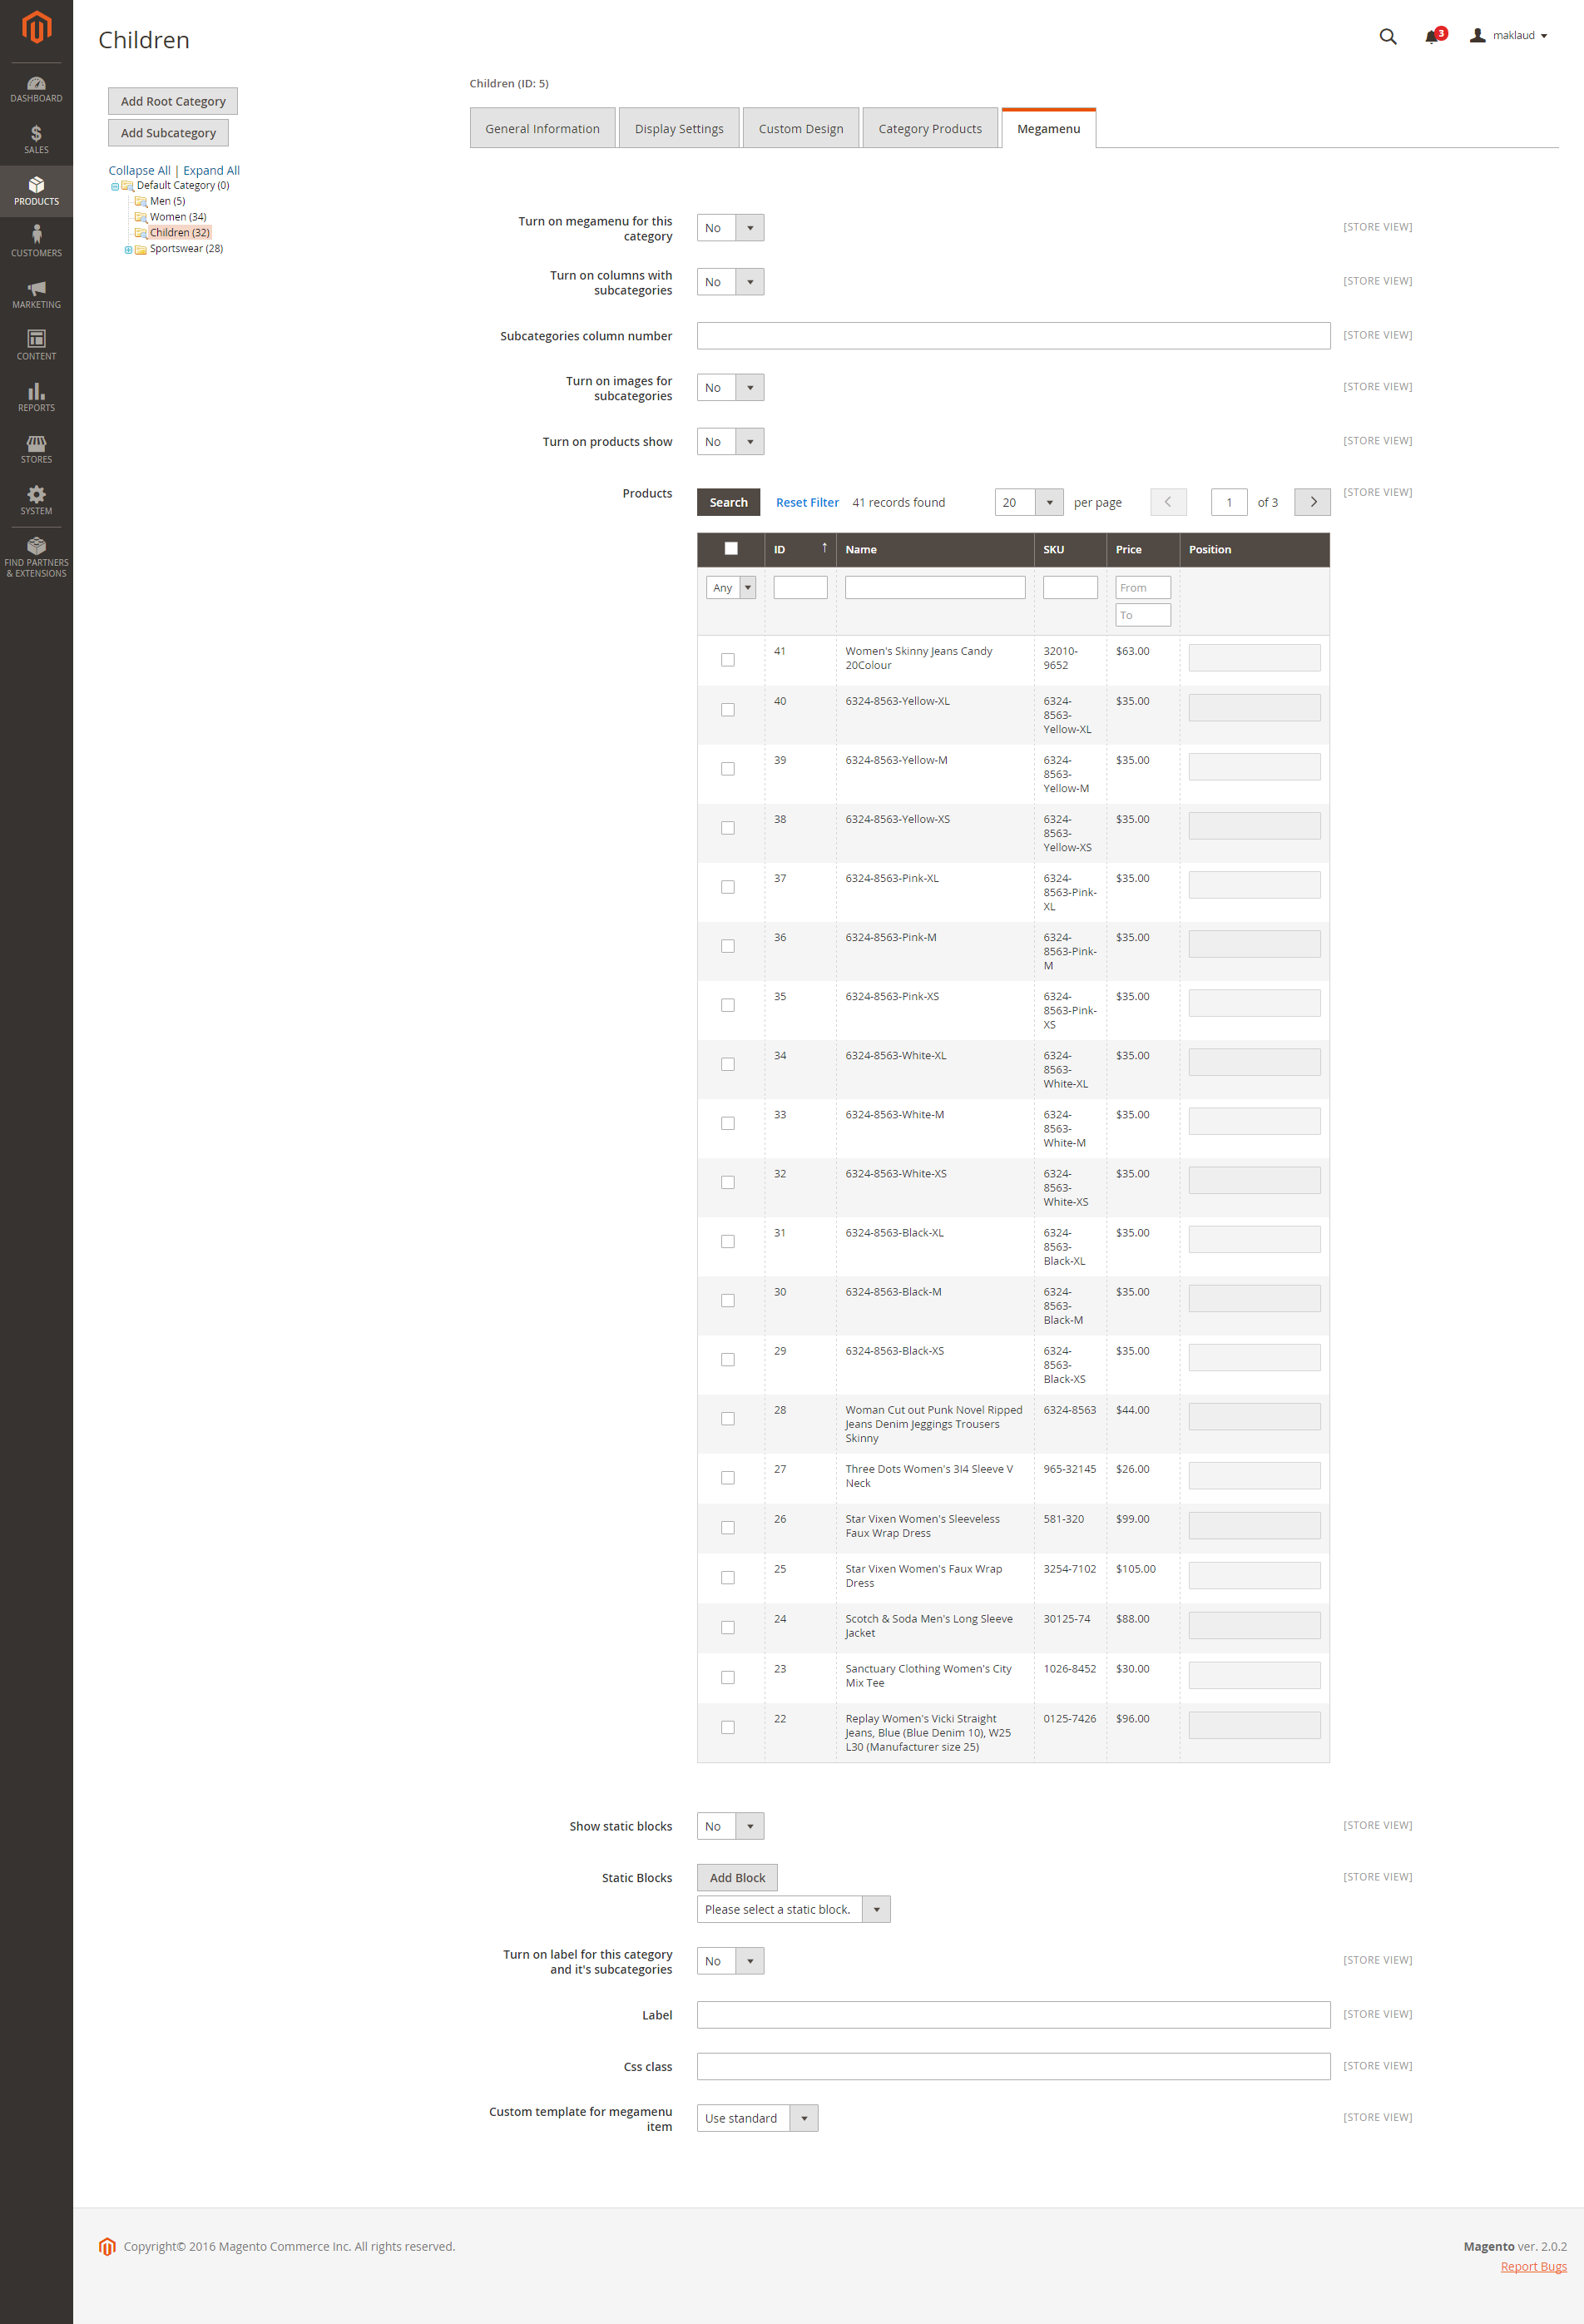 Children
3
maklaud
DASHBOARD
SALES
PRODUCTS
CUSTOMERS
MARKETING
CONTENT
REPORTS
STORES
SYSTEM
FIND PARTNERS
& EXTENSIONS
Add Root Category
Add Subcategory
Collapse All | Expand All
Default Category (0)
Men (5)
Women (34)
Children (32)
Sportswear (28)
Children (ID: 5)
General Information Display Settings Custom Design Category Products Megamenu
Turn on megamenu for this
category
No
[STORE VIEW]
Turn on columns with
subcategories
No
[STORE VIEW]
Subcategories column number
[STORE VIEW]
Turn on images for
subcategories
No
[STORE VIEW]
Turn on products show
No
[STORE VIEW]
Products
Search Reset Filter 41 records found 20 per page 1 of 3
[STORE VIEW]
ID ↑ Name SKU Price Position
Any From
To
41 Women's Skinny Jeans Candy 32010- $63.00
20Colour 9652
40 6324-8563-Yellow-XL 6324- $35.00
8563-
Yellow-XL
39 6324-8563-Yellow-M 6324- $35.00
8563-
Yellow-M
38 6324-8563-Yellow-XS 6324- $35.00
8563-
Yellow-XS
37 6324-8563-Pink-XL 6324- $35.00
8563-Pink-
XL
36 6324-8563-Pink-M 6324- $35.00
8563-Pink-
M
35 6324-8563-Pink-XS 6324- $35.00
8563-Pink-
XS
34 6324-8563-White-XL 6324- $35.00
8563-
White-XL
33 6324-8563-White-M 6324- $35.00
8563-
White-M
32 6324-8563-White-XS 6324- $35.00
8563-
White-XS
31 6324-8563-Black-XL 6324- $35.00
8563-
Black-XL
30 6324-8563-Black-M 6324- $35.00
8563-
Black-M
29 6324-8563-Black-XS 6324- $35.00
8563-
Black-XS
28 Woman Cut out Punk Novel Ripped 6324-8563 $44.00
Jeans Denim Jeggings Trousers
Skinny
27 Three Dots Women's 3I4 Sleeve V 965-32145 $26.00
Neck
26 Star Vixen Women's Sleeveless 581-320 $99.00
Faux Wrap Dress
25 Star Vixen Women's Faux Wrap 3254-7102 $105.00
Dress
24 Scotch & Soda Men's Long Sleeve 30125-74 $88.00
Jacket
23 Sanctuary Clothing Women's City 1026-8452 $30.00
Mix Tee
22 Replay Women's Vicki Straight 0125-7426 $96.00
Jeans, Blue (Blue Denim 10), W25
L30 (Manufacturer size 25)
Show static blocks
No
[STORE VIEW]
Static Blocks
Add Block
[STORE VIEW]
Please select a static block.
Turn on label for this category
and it's subcategories
No
[STORE VIEW]
Label
[STORE VIEW]
Css class
[STORE VIEW]
Custom template for megamenu
item
Use standard
[STORE VIEW]
Copyright© 2016 Magento Commerce Inc. All rights reserved.
Magento ver. 2.0.2
Report Bugs